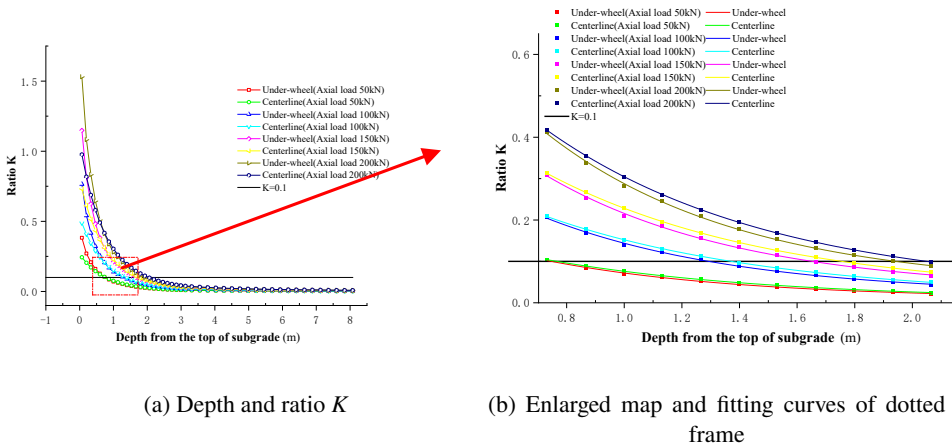 Under-wheel(Axial load 50kN)
Centerline(Axial load 50kN)
Under-wheel(Axial load 100kN)
Centerline(Axial load 100kN)
Under-wheel(Axial load 150kN)
Centerline(Axial load 150kN)
Under-wheel(Axial load 200kN)
Centerline(Axial load 200kN)
K=0.1
Ratio K
1.5
1.0
0.5
0.0
-1 0 1 2 3 4 5 6 7 8
Depth from the top of subgrade (m)
(a) Depth and ratio K
Under-wheel(Axial load 50kN) Under-wheel
Centerline(Axial load 50kN) Centerline
Under-wheel(Axial load 100kN) Under-wheel
Centerline(Axial load 100kN) Centerline
Under-wheel(Axial load 150kN) Under-wheel
Centerline(Axial load 150kN) Centerline
Under-wheel(Axial load 200kN) Under-wheel
Centerline(Axial load 200kN) Centerline
K=0.1
Ratio K
0.6
0.4
0.2
0.0
0.8 1.0 1.2 1.4 1.6 1.8 2.0
Depth from the top of subgrade (m)
(b) Enlarged map and fitting curves of dotted
frame